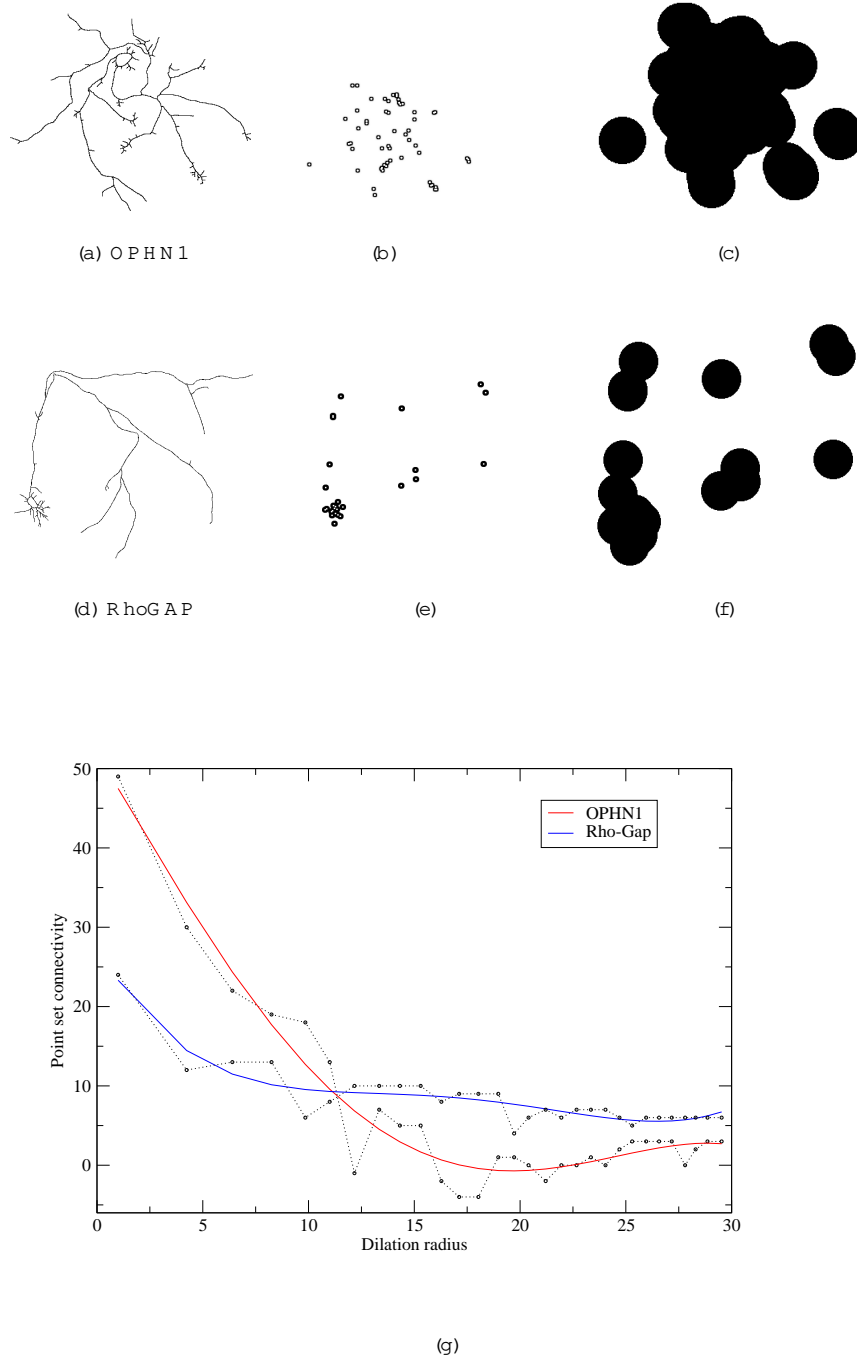 (a) OPHN1 (b) (c)
(d) RhoGAP (e) (f)
50
40
30
20
10
0
Point set connectivity
OPHN1
Rho-Gap
0 5 10 15 20 25 30
Dilation radius
(g)